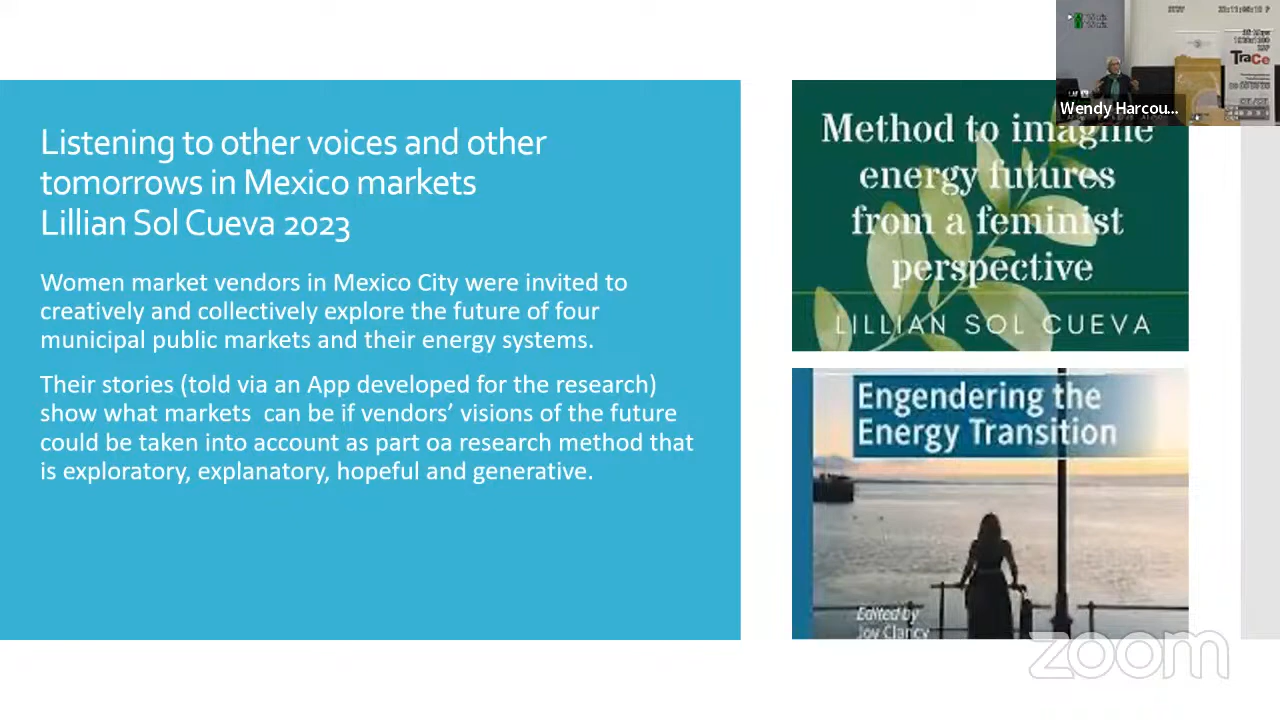 Listening to other voices and other
tomorrows in Mexico markets
Lillian Sol Cueva 2023
Women market vendors in Mexico City were invited to
creatively and collectively explore the future of four
municipal public markets and their energy systems.
Their stories (told via an App developed for the research)
show what markets can be if vendors’ visions of the future
could be taken into account as part oa research method that
is exploratory, explanatory, hopeful and generative.
Method to imagine
energy futures
from a feminist
perspective
LILLIAN SOL CUEVA
Engendering the
Energy Transition
Edited by
Joy Clancy
TraCe
Wendy Harcou...
zoom